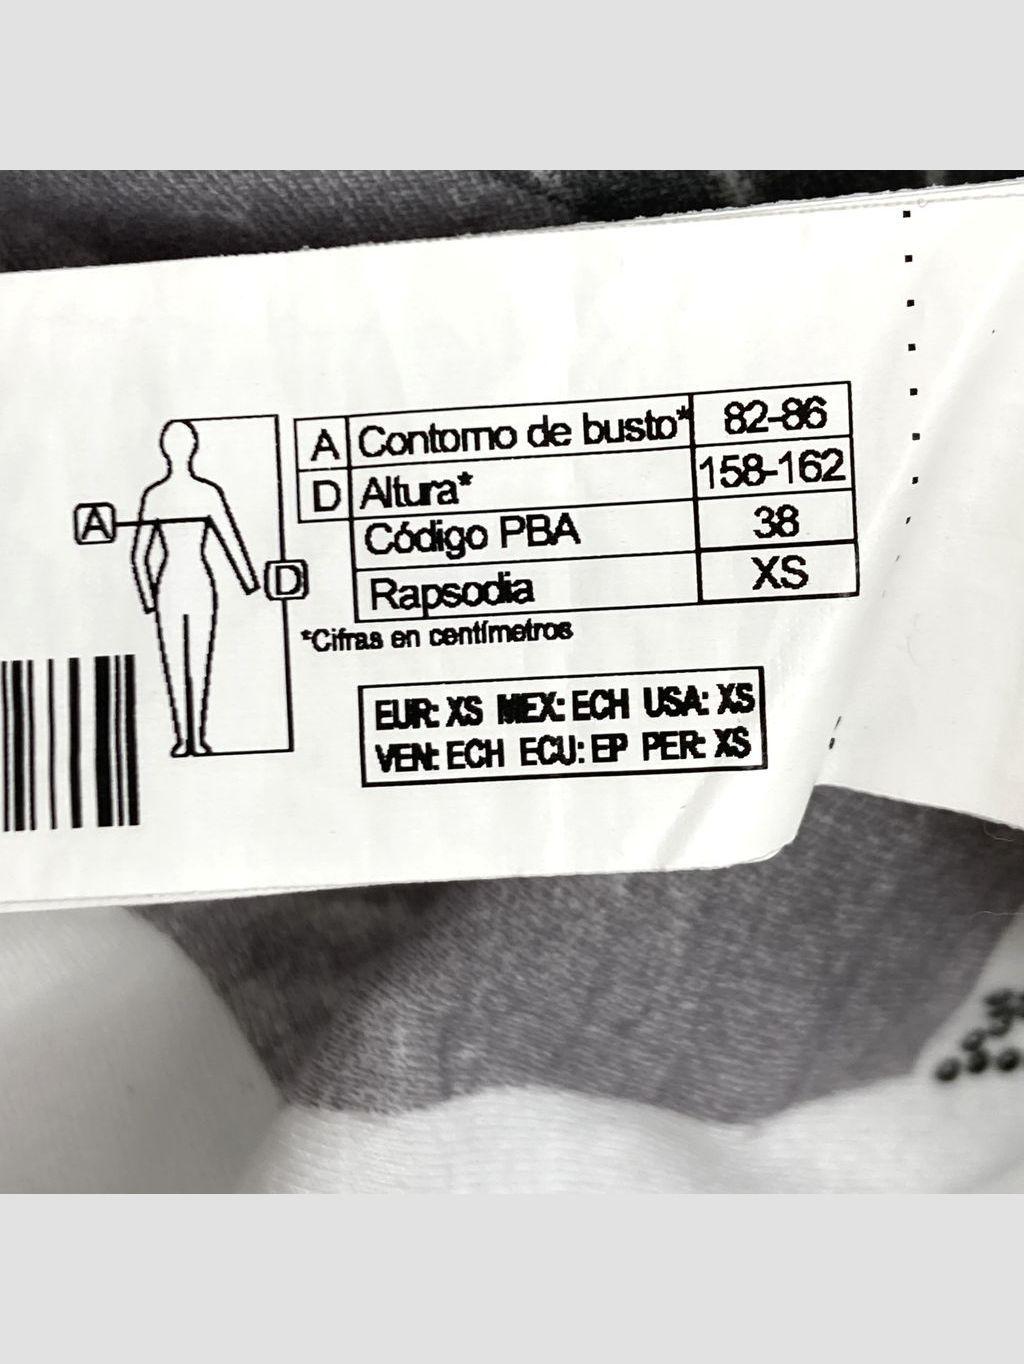 A Contorno de busto* 82-86
D Altura* 158-162
Código PBA 38
Rapsodia XS
A
D
*Cifras en centímetros
EUR: XS MEX: ECH USA: XS
VEN: ECH ECU: EP PER: XS